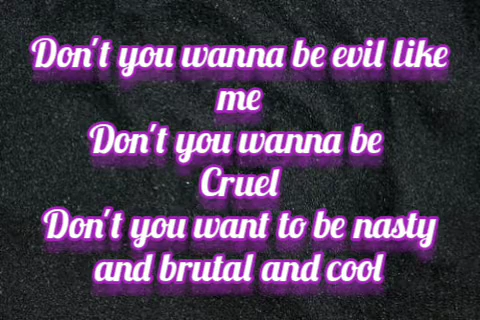 Don't you wanna be evil like
me
Don't you wanna be
Cruel
Don't you want to be nasty
and brutal and cool